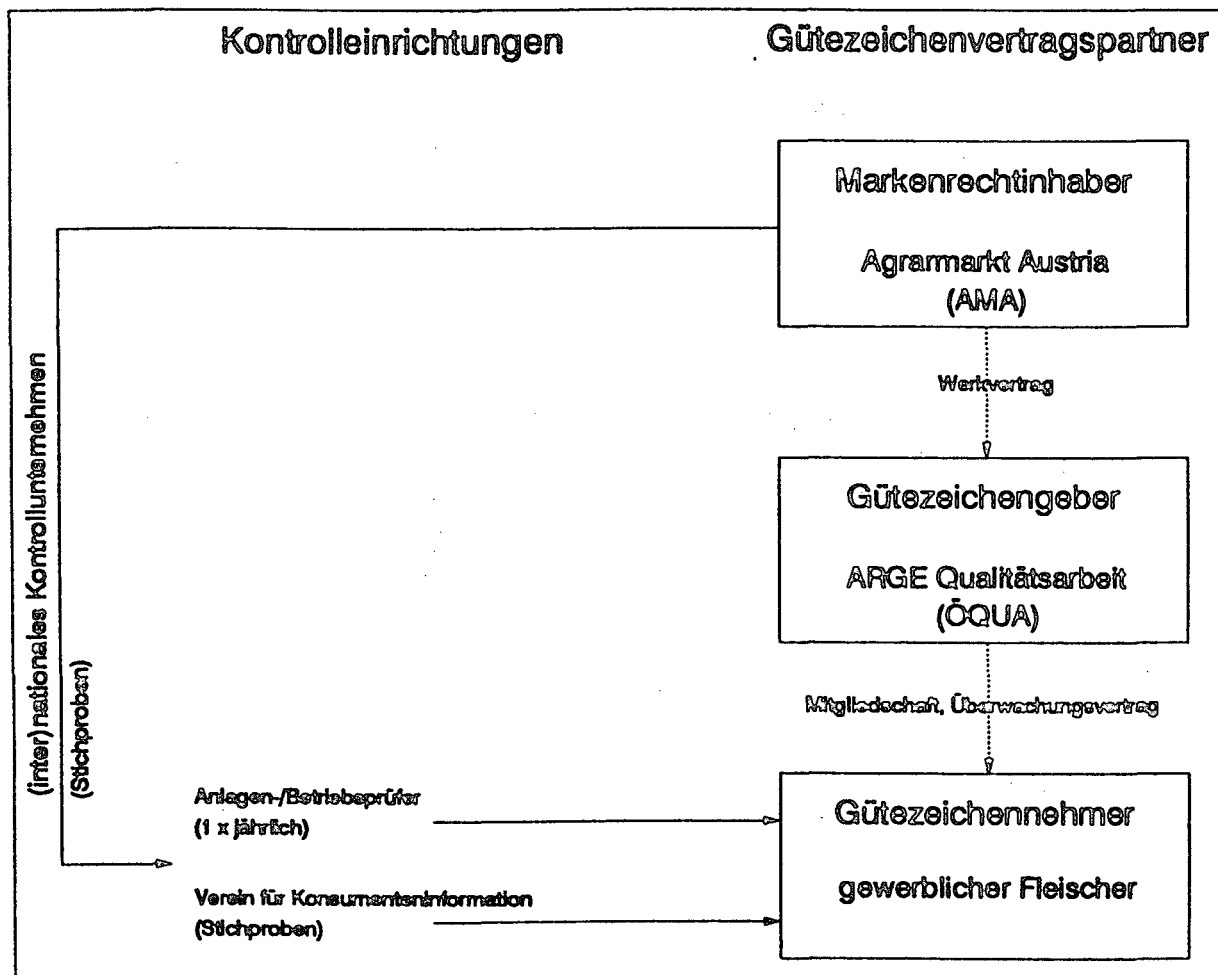 Kontrolleinrichtungen
Gütezeichenvertragspartner
Markenrechtinhaber
Agrarmarkt Austria
(AMA)
Werkvertrag
Gütezeichengeber
ARGE Qualitätsarbeit
(ÖQUA)
Mitgliedschaft, Überwachungsvertrag
Gütezeichennehmer
gewerblicher Fleischer
(inter)nationales Kontrollunternehmen
(Stichproben)
Anlagen-/Betriebsprüfer
(1 x jährlich)
Verein für Konsumenteninformation
(Stichproben)